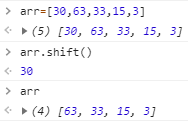 > arr=[30,63,33,15,3]
< ▶ (5) [30, 63, 33, 15, 3]
> arr.shift()
< 30
> arr
< ▶ (4) [63, 33, 15, 3]